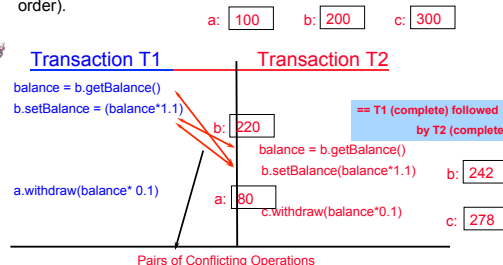 order).
a: 100 b: 200 c: 300
Transaction T1 Transaction T2
balance = b.getBalance()
b.setBalance = (balance*1.1)
== T1 (complete) followed
by T2 (complete
b: 220
balance = b.getBalance()
b.setBalance(balance*1.1) b: 242
a.withdraw(balance* 0.1) a: 80
c.withdraw(balance*0.1) c: 278
Pairs of Conflicting Operations